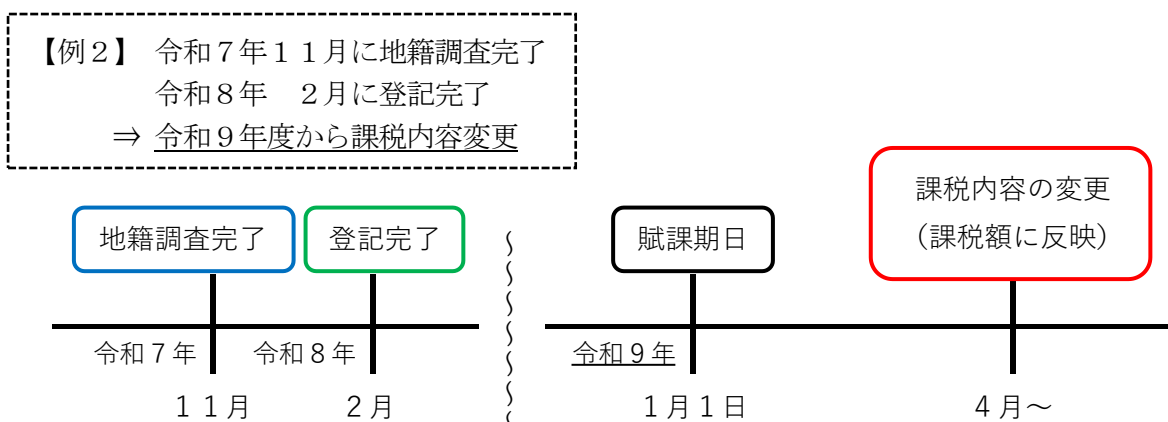 【例２】 令和７年１１月に地籍調査完了
令和８年 ２月に登記完了
⇒ 令和９年度から課税内容変更
課税内容の変更
（課税額に反映）
地籍調査完了
登記完了
賦課期日
令和７年
令和８年
令和９年
１１月
２月
１月１日
４月～